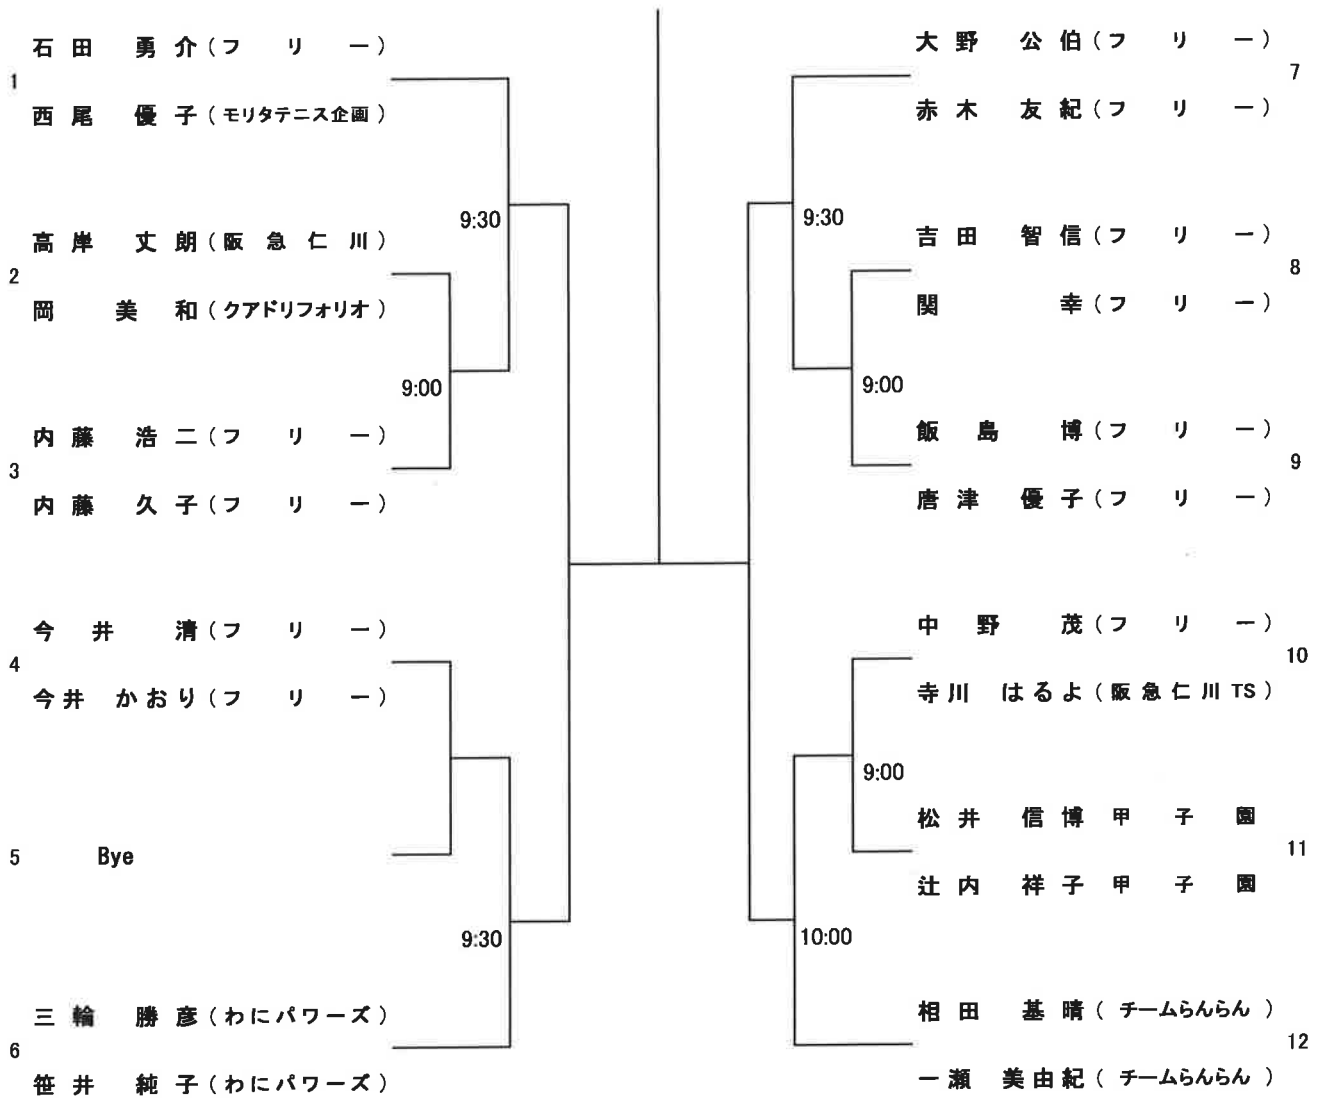 石田 勇介(フリー)
1
西尾 優子(モリタテニス企画)
9:30
高岸 丈朗(阪急仁川)
2
岡 美和(クアドリフォリオ)
9:00
内藤 浩二(フリー)
3
内藤 久子(フリー)
今井 清(フリー)
4
今井 かおり(フリー)
5 Bye
9:30
三輪 勝彦(わにパワーズ)
6
笹井 純子(わにパワーズ)
大野 公伯(フリー)
7
赤木 友紀(フリー)
9:30
吉田 智信(フリー)
8
関 幸(フリー)
9:00
飯島 博(フリー)
9
唐津 優子(フリー)
中野 茂(フリー)
10
寺川 はるよ(阪急仁川TS)
9:00
松井 信博 甲子園
11
辻内 祥子 甲子園
10:00
相田 基晴(チームらんらん)
12
一瀬 美由紀(チームらんらん)